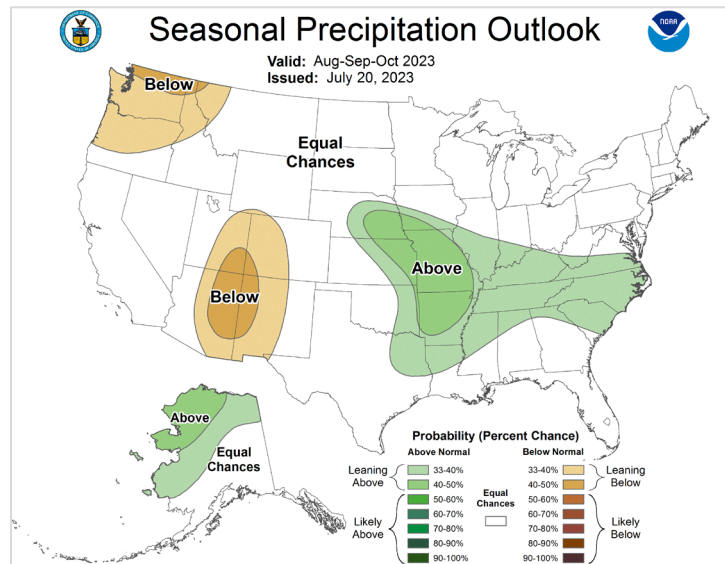 Seasonal Precipitation Outlook
NOAA
Valid: Aug-Sep-Oct 2023
Issued: July 20, 2023
Below
Equal
Chances
Above
Below
Above
Equal
Chances
Probability (Percent Chance)
Above Normal
Below Normal
Leaning
Above
33-40%
40-50%
Likely
Above
50-60%
60-70%
70-80%
80-90%
90-100%
Equal
Chances
33-40%
40-50%
Leaning
Below
50-60%
60-70%
70-80%
80-90%
90-100%
Likely
Below